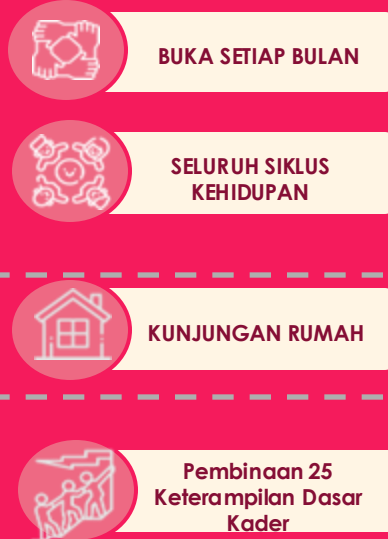 BUKA SETIAP BULAN
SELURUH SIKLUS
KEHIDUPAN
KUNJUNGAN RUMAH
Pembinaan 25
Keterampilan Dasar
Kader